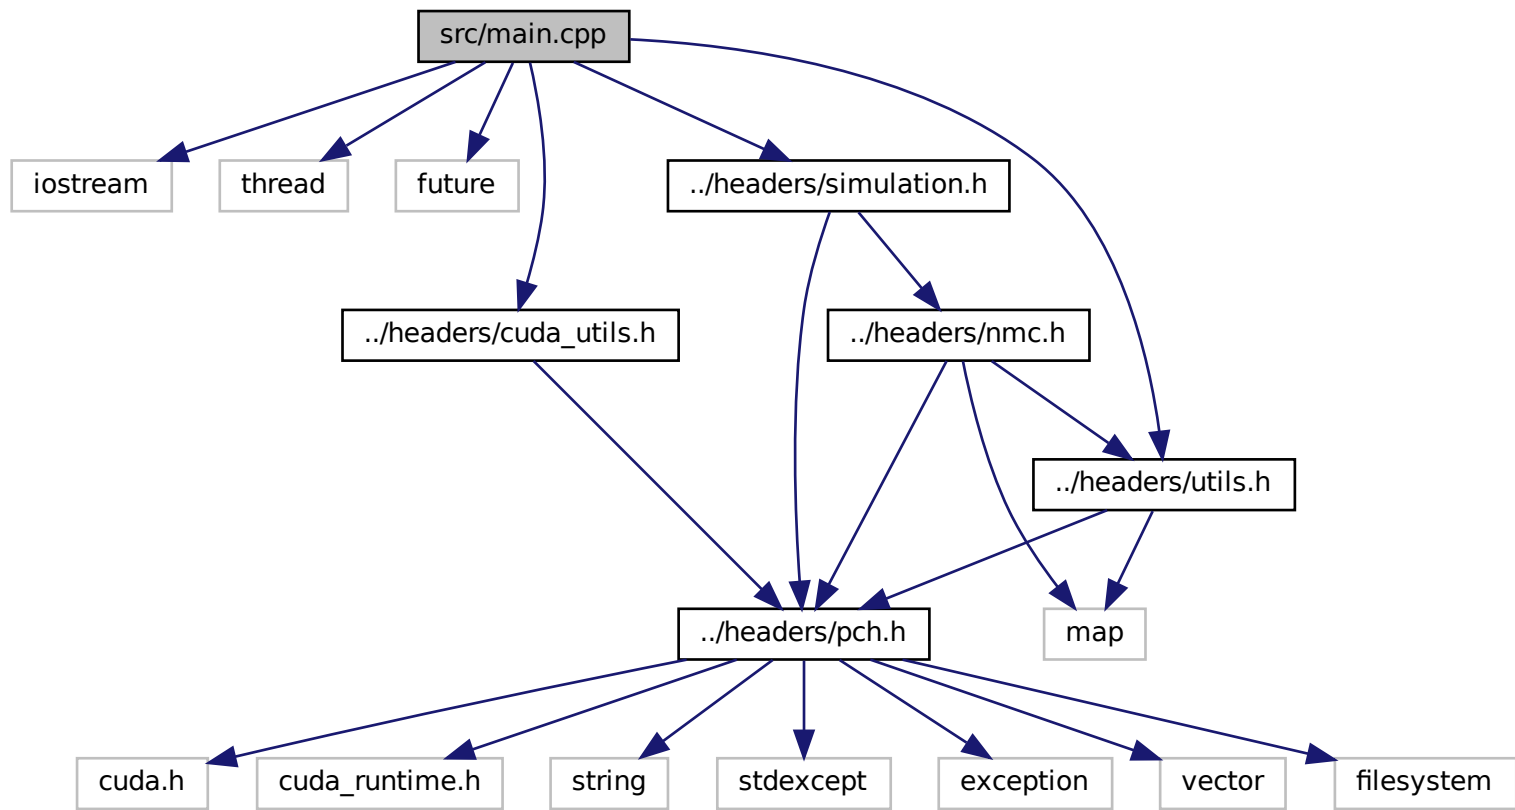 src/main.cpp
iostream
thread
future
../headers/simulation.h
../headers/cuda_utils.h
../headers/nmc.h
../headers/utils.h
../headers/pch.h
map
cuda.h
cuda_runtime.h
string
stdexcept
exception
vector
filesystem